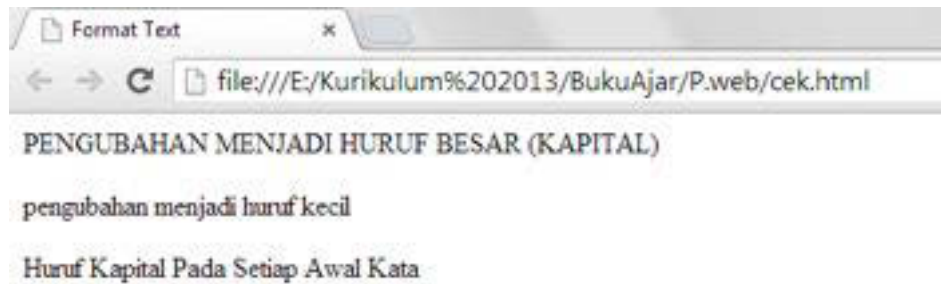 Format Text
file:///E:/Kurikulum%202013/BukuAjar/P.web/cek.html
PENGUBAHAN MENJADI HURUF BESAR (KAPITAL)
pengubahan menjadi huruf kecil
Huruf Kapital Pada Setiap Awal Kata